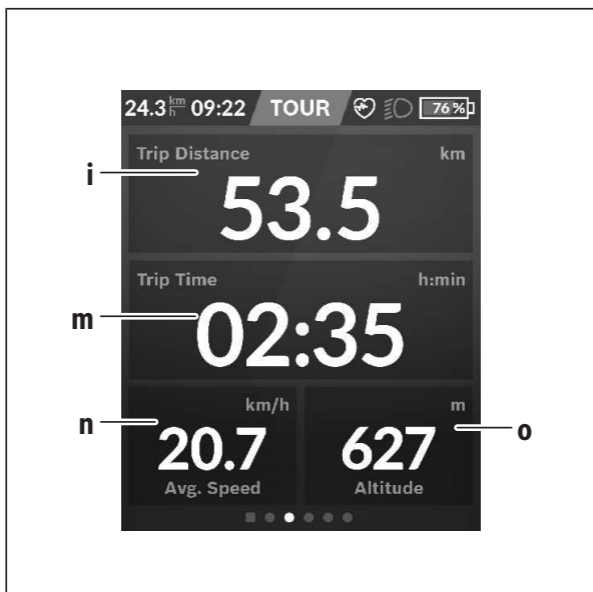 24.3 km/h 09:22 TOUR 76 %
Trip Distance km
i
53.5
Trip Time h:min
m
02:35
km/h m
n o
20.7 627
Avg. Speed Altitude